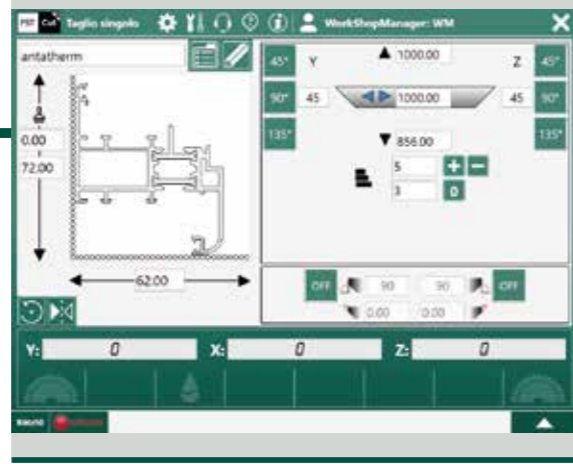 Cut Taglio singolo WorkShopManager: WM
antatherm
0.00
72.00
62.00
45° Y 1000.00 Z 45°
90° 45 1000.00 45 90°
135° 856.00 135°
5 + −
3 0
OFF 90 90 OFF
0.00 0.00
Y: 0 X: 0 Z: 0